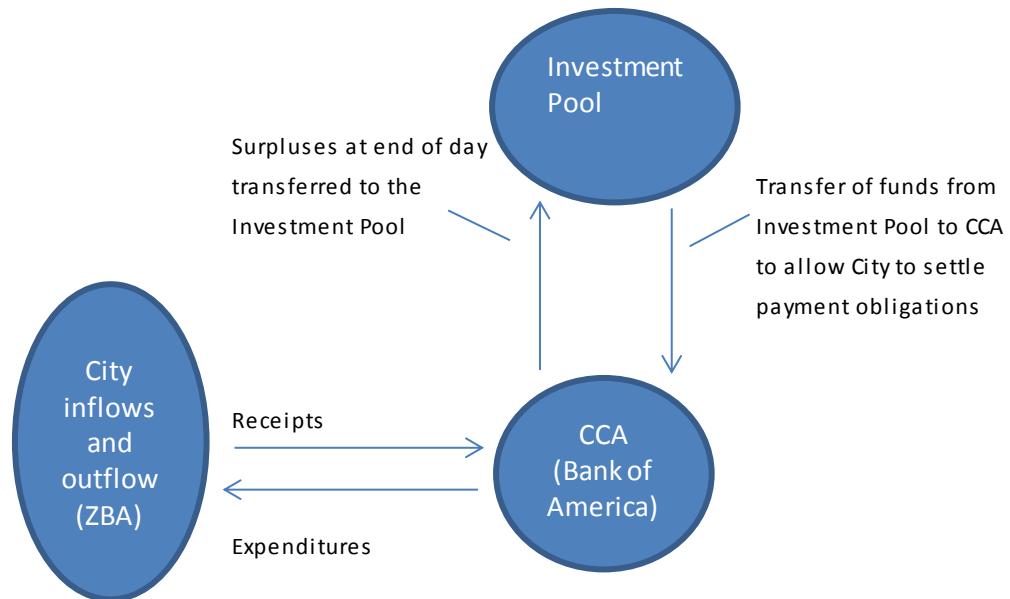 Investment
Pool
Surpluses at end of day
transferred to the
Investment Pool
Transfer of funds from
Investment Pool to CCA
to allow City to settle
payment obligations
City
inflows
and
outflow
(ZBA)
Receipts
Expenditures
CCA
(Bank of
America)